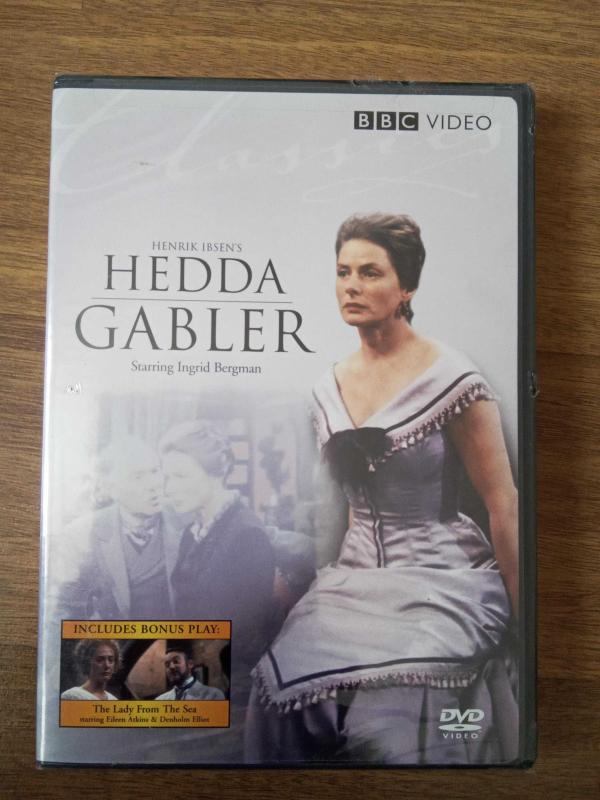 Classics
BBC VIDEO
HENRIK IBSEN'S
HEDDA
GABLER
Starring Ingrid Bergman
INCLUDES BONUS PLAY:
The Lady From The Sea
starring Eileen Atkins & Denholm Elliot
DVD
VIDEO